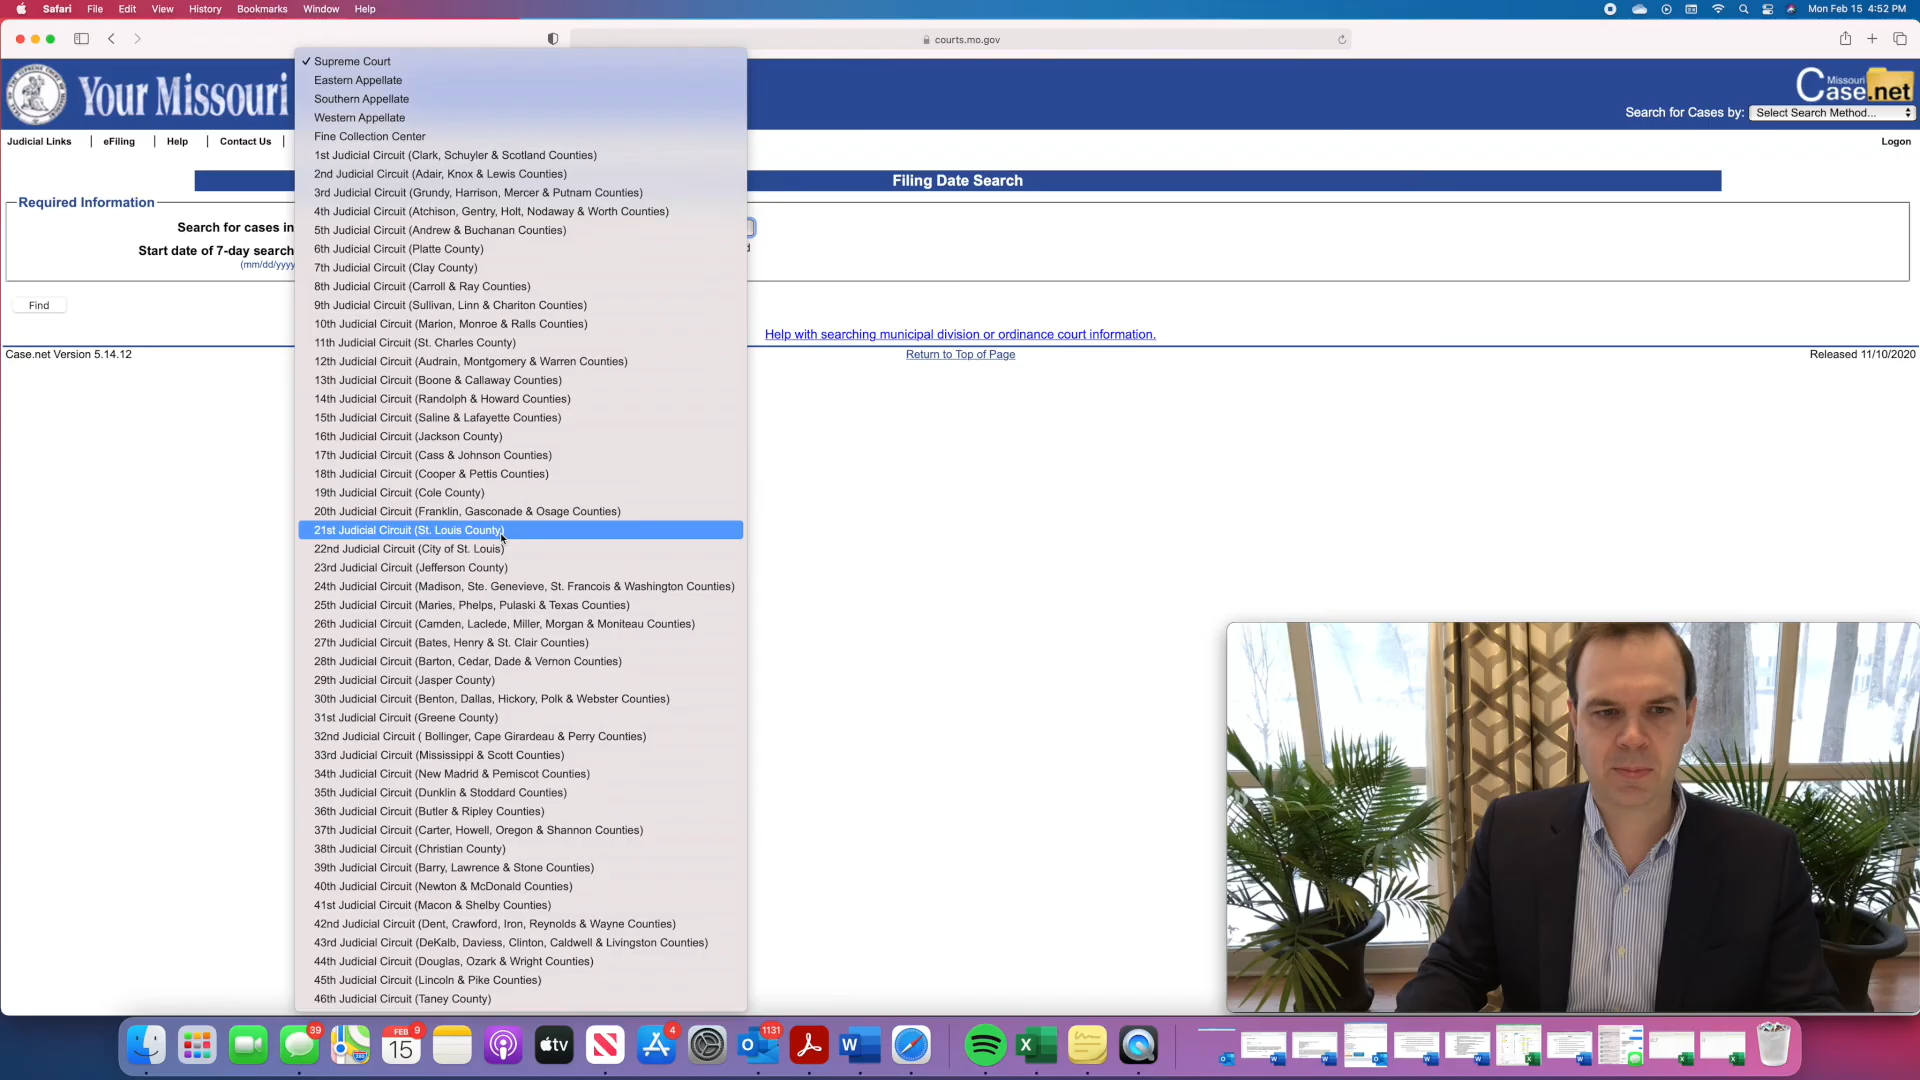 Safari File Edit View History Bookmarks Window Help Mon Feb 15 4:52 PM
courts.mo.gov
Your Missouri
Missouri
Case.net
Search for Cases by: Select Search Method...
Judicial Links | eFiling | Help | Contact Us | Logon
Filing Date Search
Required Information
Search for cases in
Start date of 7-day search
(mm/dd/yyyy
d
Find
Help with searching municipal division or ordinance court information.
Case.net Version 5.14.12 Return to Top of Page Released 11/10/2020
✓ Supreme Court
Eastern Appellate
Southern Appellate
Western Appellate
Fine Collection Center
1st Judicial Circuit (Clark, Schuyler & Scotland Counties)
2nd Judicial Circuit (Adair, Knox & Lewis Counties)
3rd Judicial Circuit (Grundy, Harrison, Mercer & Putnam Counties)
4th Judicial Circuit (Atchison, Gentry, Holt, Nodaway & Worth Counties)
5th Judicial Circuit (Andrew & Buchanan Counties)
6th Judicial Circuit (Platte County)
7th Judicial Circuit (Clay County)
8th Judicial Circuit (Carroll & Ray Counties)
9th Judicial Circuit (Sullivan, Linn & Chariton Counties)
10th Judicial Circuit (Marion, Monroe & Ralls Counties)
11th Judicial Circuit (St. Charles County)
12th Judicial Circuit (Audrain, Montgomery & Warren Counties)
13th Judicial Circuit (Boone & Callaway Counties)
14th Judicial Circuit (Randolph & Howard Counties)
15th Judicial Circuit (Saline & Lafayette Counties)
16th Judicial Circuit (Jackson County)
17th Judicial Circuit (Cass & Johnson Counties)
18th Judicial Circuit (Cooper & Pettis Counties)
19th Judicial Circuit (Cole County)
20th Judicial Circuit (Franklin, Gasconade & Osage Counties)
21st Judicial Circuit (St. Louis County)
22nd Judicial Circuit (City of St. Louis)
23rd Judicial Circuit (Jefferson County)
24th Judicial Circuit (Madison, Ste. Genevieve, St. Francois & Washington Counties)
25th Judicial Circuit (Maries, Phelps, Pulaski & Texas Counties)
26th Judicial Circuit (Camden, Laclede, Miller, Morgan & Moniteau Counties)
27th Judicial Circuit (Bates, Henry & St. Clair Counties)
28th Judicial Circuit (Barton, Cedar, Dade & Vernon Counties)
29th Judicial Circuit (Jasper County)
30th Judicial Circuit (Benton, Dallas, Hickory, Polk & Webster Counties)
31st Judicial Circuit (Greene County)
32nd Judicial Circuit ( Bollinger, Cape Girardeau & Perry Counties)
33rd Judicial Circuit (Mississippi & Scott Counties)
34th Judicial Circuit (New Madrid & Pemiscot Counties)
35th Judicial Circuit (Dunklin & Stoddard Counties)
36th Judicial Circuit (Butler & Ripley Counties)
37th Judicial Circuit (Carter, Howell, Oregon & Shannon Counties)
38th Judicial Circuit (Christian County)
39th Judicial Circuit (Barry, Lawrence & Stone Counties)
40th Judicial Circuit (Newton & McDonald Counties)
41st Judicial Circuit (Macon & Shelby Counties)
42nd Judicial Circuit (Dent, Crawford, Iron, Reynolds & Wayne Counties)
43rd Judicial Circuit (DeKalb, Daviess, Clinton, Caldwell & Livingston Counties)
44th Judicial Circuit (Douglas, Ozark & Wright Counties)
45th Judicial Circuit (Lincoln & Pike Counties)
46th Judicial Circuit (Taney County)
39 FEB 9 4 1131
15 tv